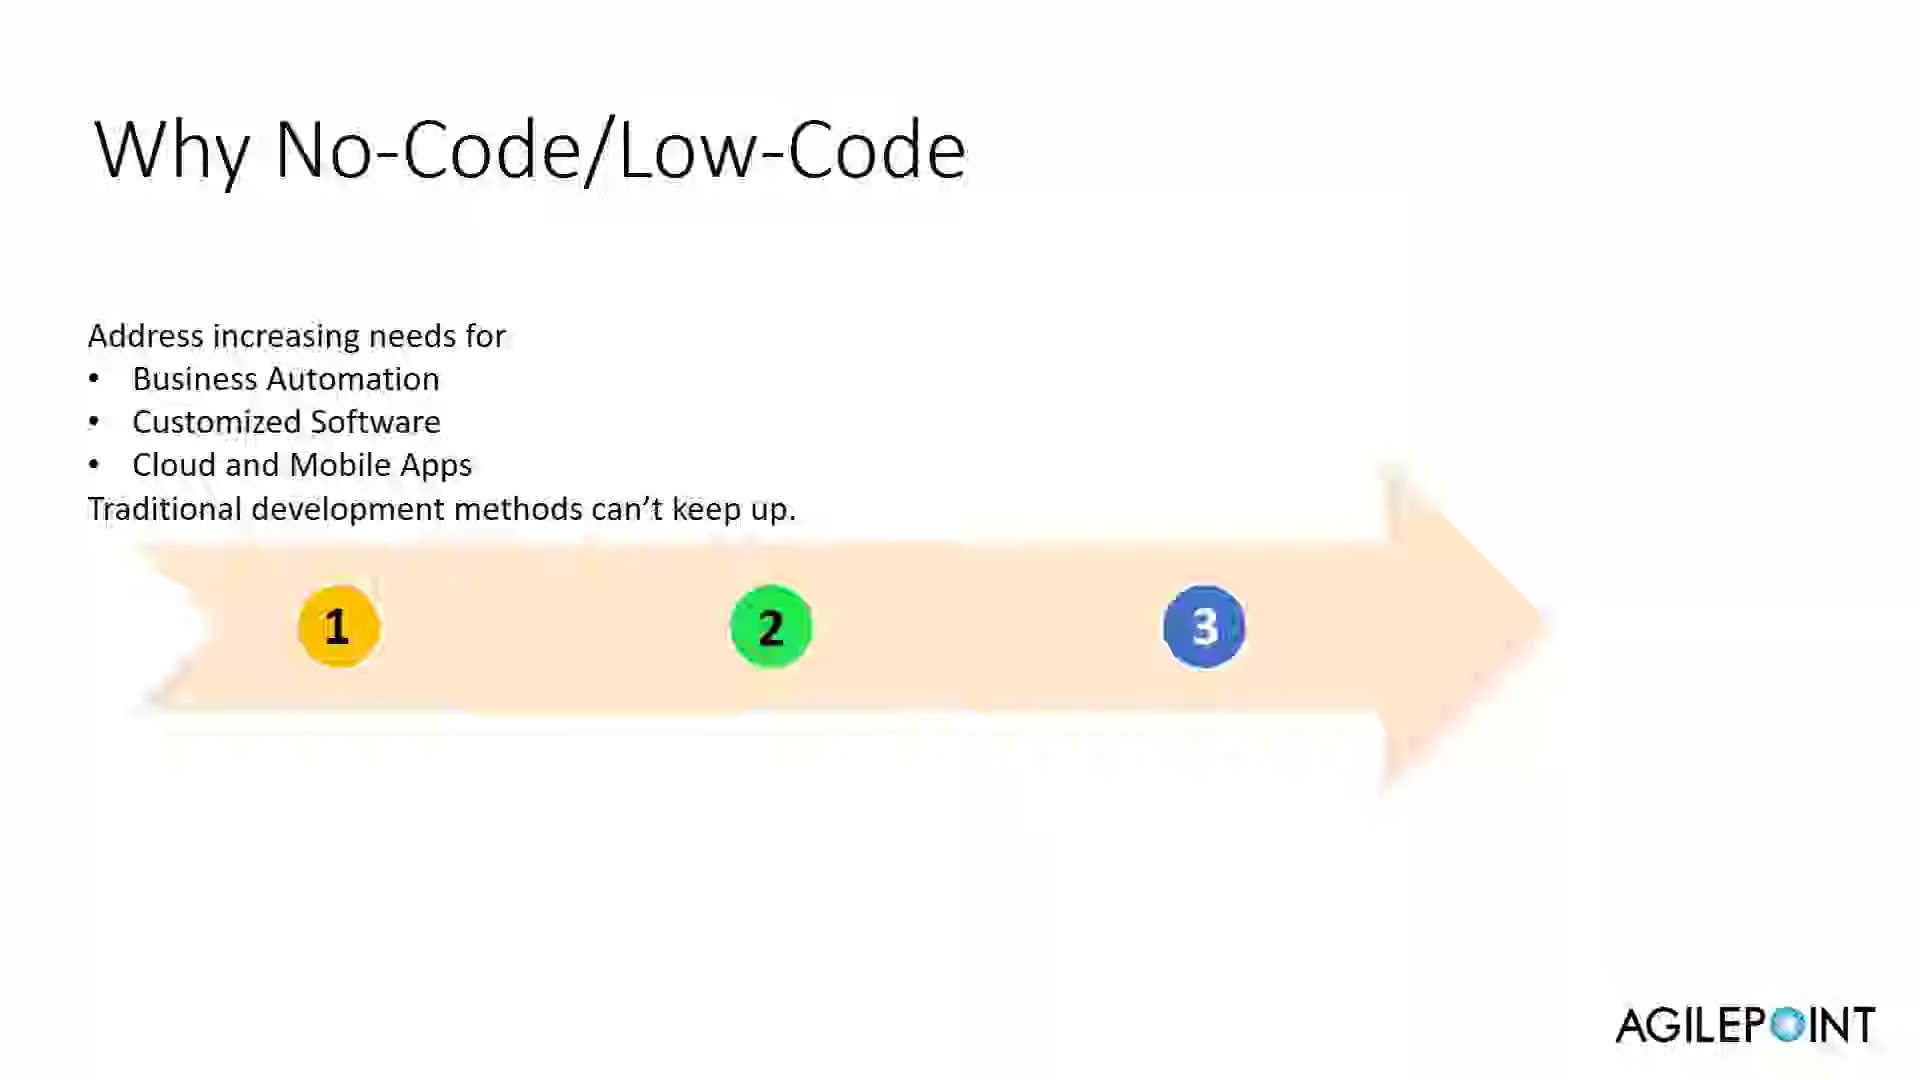 Why No-Code/Low-Code
Address increasing needs for
• Business Automation
• Customized Software
• Cloud and Mobile Apps
Traditional development methods can’t keep up.
1
2
3
AGILEPOINT